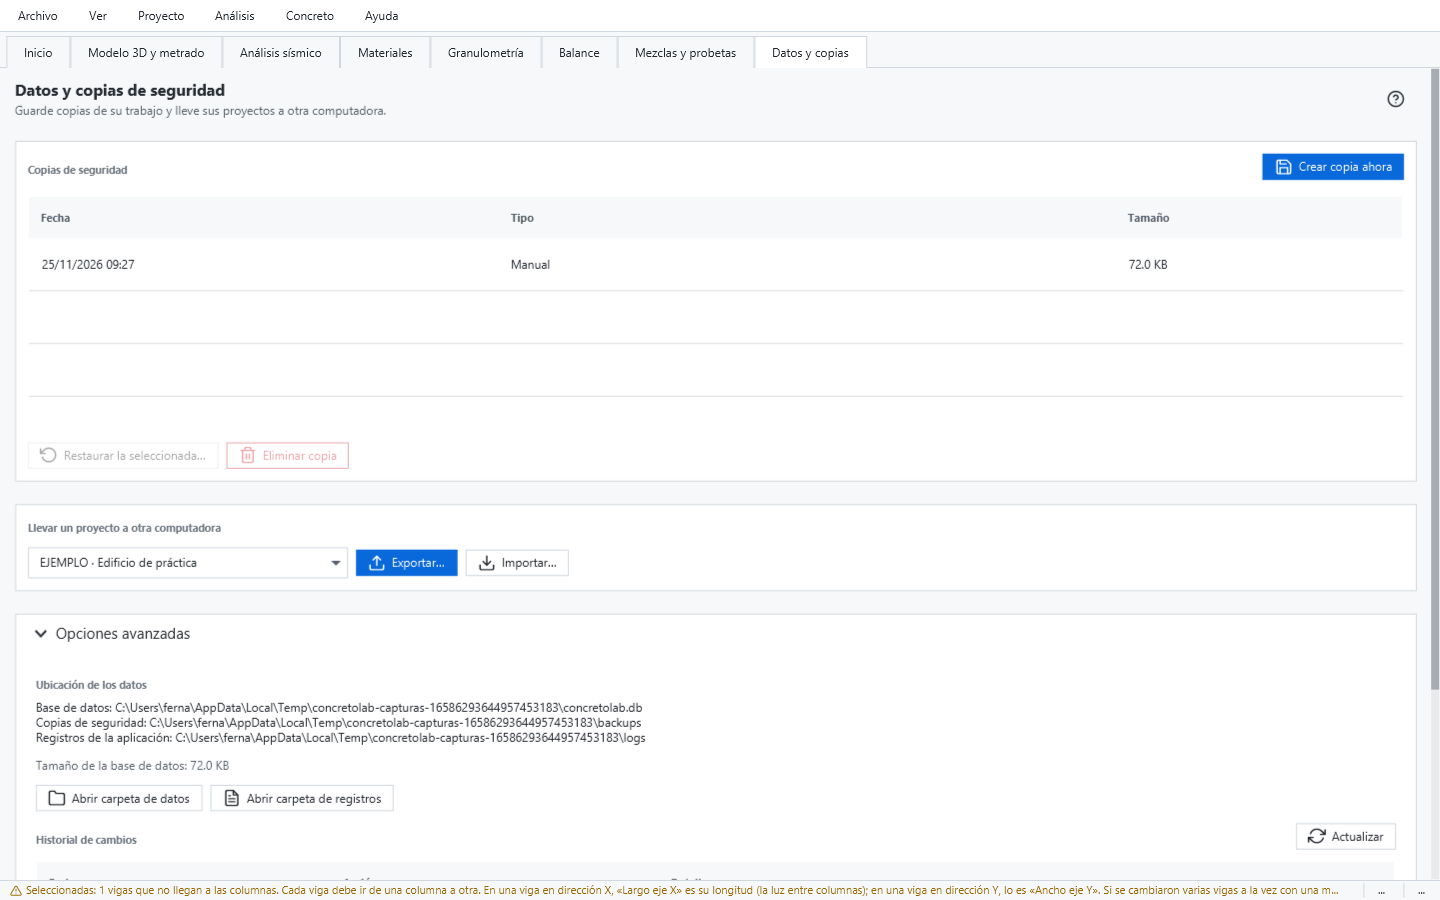 Archivo Ver Proyecto Análisis Concreto Ayuda
Inicio Modelo 3D y metrado Análisis sísmico Materiales Granulometría Balance Mezclas y probetas Datos y copias
Datos y copias de seguridad
Guarde copias de su trabajo y lleve sus proyectos a otra computadora.
Copias de seguridad
Crear copia ahora
Fecha Tipo Tamaño
25/11/2026 09:27 Manual 72.0 KB
Restaurar la seleccionada... Eliminar copia
Llevar un proyecto a otra computadora
EJEMPLO - Edificio de práctica Exportar... Importar...
Opciones avanzadas
Ubicación de los datos
Base de datos: C:\Users\ferna\AppData\Local\Temp\concretolab-capturas-16586293644957453183\concretolab.db
Copias de seguridad: C:\Users\ferna\AppData\Local\Temp\concretolab-capturas-16586293644957453183\backups
Registros de la aplicación: C:\Users\ferna\AppData\Local\Temp\concretolab-capturas-16586293644957453183\logs
Tamaño de la base de datos: 72.0 KB
Abrir carpeta de datos Abrir carpeta de registros
Historial de cambios
Actualizar
Seleccionadas: 1 vigas que no llegan a las columnas. Cada viga debe ir de una columna a otra. En una viga en dirección X, «Largo eje X» es su longitud (la luz entre columnas); en una viga en dirección Y, lo es «Ancho eje Y». Si se cambiaron varias vigas a la vez con una m... ... ...